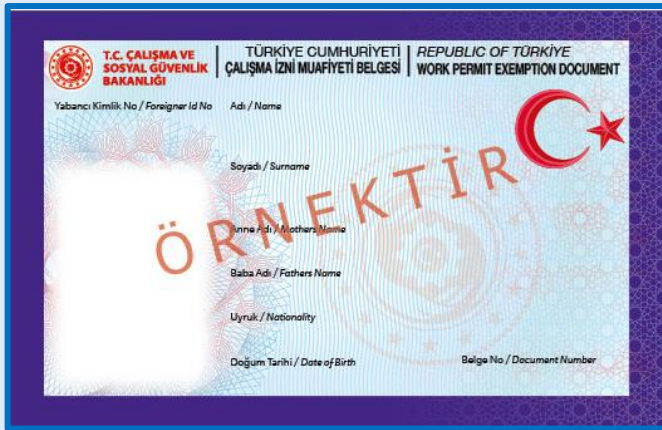 T.C. ÇALIŞMA VE
SOSYAL GÜVENLİK
BAKANLIĞI
TÜRKİYE CUMHURİYETİ
ÇALIŞMA İZNİ MUAFİYETİ BELGESİ
REPUBLIC OF TÜRKİYE
WORK PERMIT EXEMPTION DOCUMENT
Yabancı Kimlik No / Foreigner Id No
Adı / Name
Soyadı / Surname
ÖRNEKTİR
Anne Adı / Mothers Name
Baba Adı / Fathers Name
Uyruk / Nationality
Doğum Tarihi / Date of Birth
Belge No / Document Number